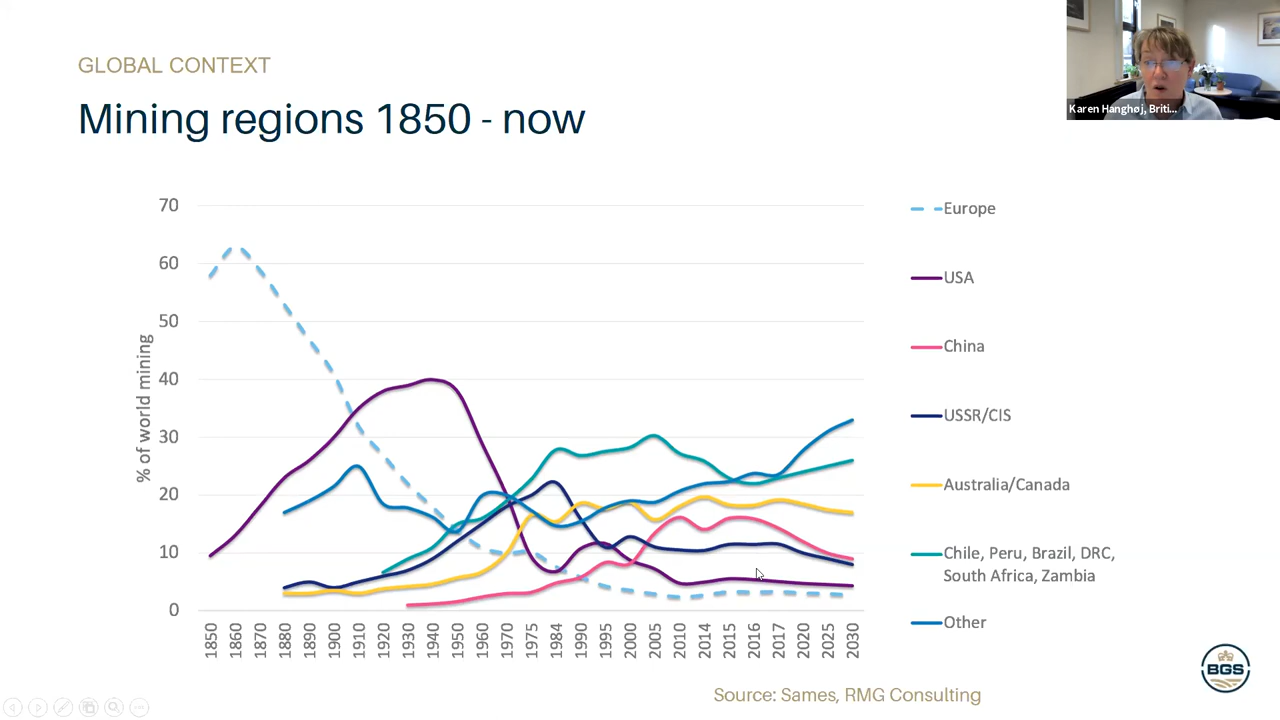 GLOBAL CONTEXT
Mining regions 1850 - now
Karen Hanghøj, Briti...
% of world mining
70
60
50
40
30
20
10
0
1850
1860
1870
1880
1890
1900
1910
1920
1930
1940
1950
1960
1970
1975
1984
1990
1995
2000
2005
2010
2014
2015
2016
2017
2020
2025
2030
Europe
USA
China
USSR/CIS
Australia/Canada
Chile, Peru, Brazil, DRC,
South Africa, Zambia
Other
BGS
Source: Sames, RMG Consulting